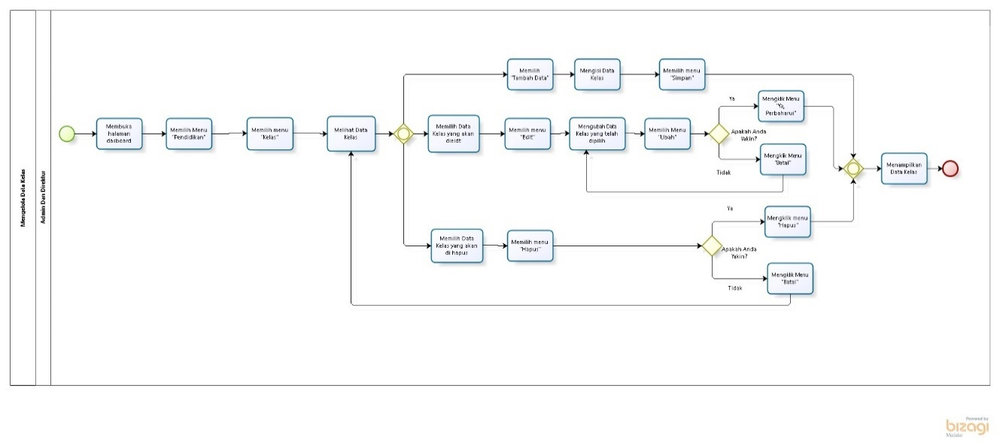 Mengelola Data Kelas
Admin Dan Direktur
Membuka
halaman
dasboard
Memilih Menu
"Pendidikan"
Memilih menu
"Kelas"
Melihat Data
Kelas
Memilih
"Tambah Data"
Mengisi Data
Kelas
Memilih menu
"Simpan"
Memilih Data
Kelas yang akan
dieidt
Memilih menu
"Edit"
Mengubah Data
Kelas yang telah
dipilih
Memilih Menu
"Ubah"
Apakah Anda
Yakin?
Ya
Mengklik Menu
"Ya,
Perbaharui"
Tidak
Mengklik Menu
"Batal"
Memilih Data
Kelas yang akan
di hapus
Memilih menu
"Hapus"
Apakah Anda
Yakin?
Ya
Mengklik menu
"Hapus"
Tidak
Mengklik Menu
"Batal"
Menampilkan
Data Kelas
Powered by
bizagi
Modeler